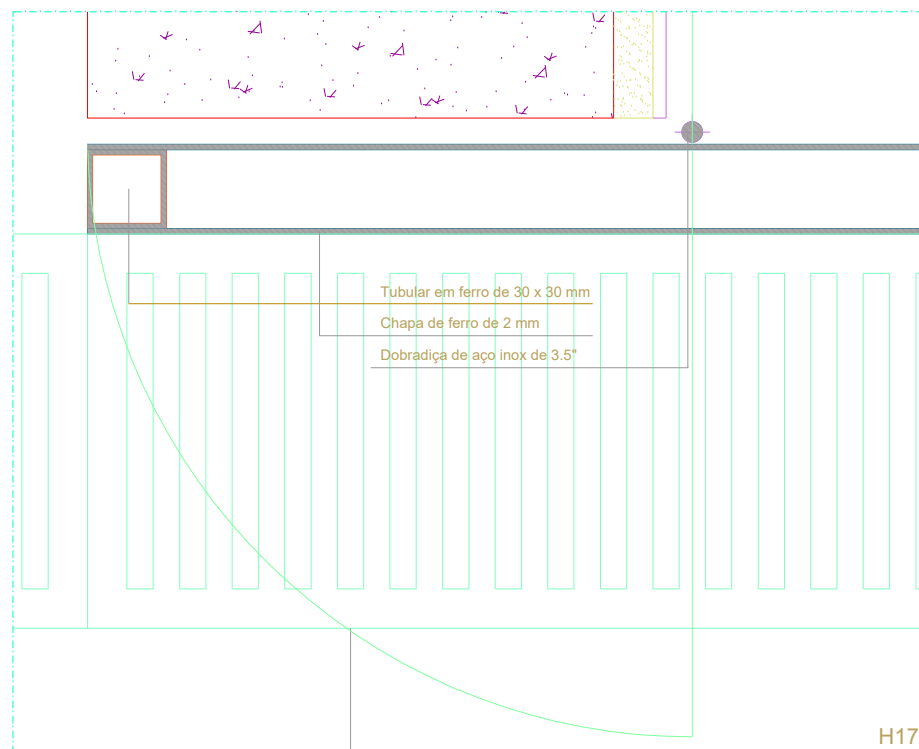 Tubular em ferro de 30 x 30 mm
Chapa de ferro de 2 mm
Dobradiça de aço inox de 3.5"
H17